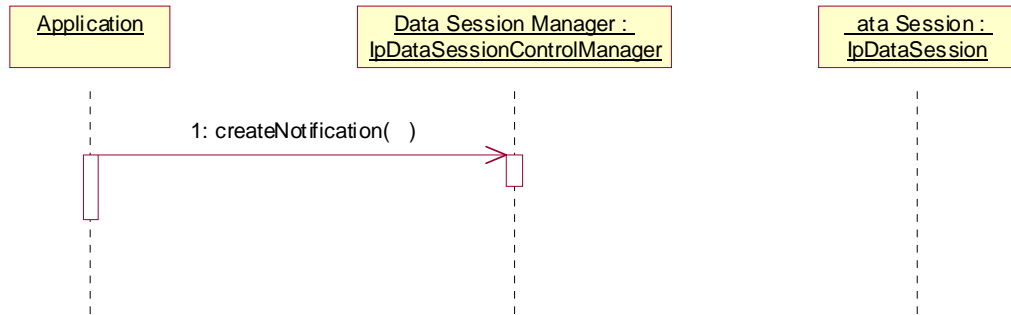 Application
Data Session Manager :
IpDataSessionControlManager
ata Session :
IpDataSession
1: createNotification( )